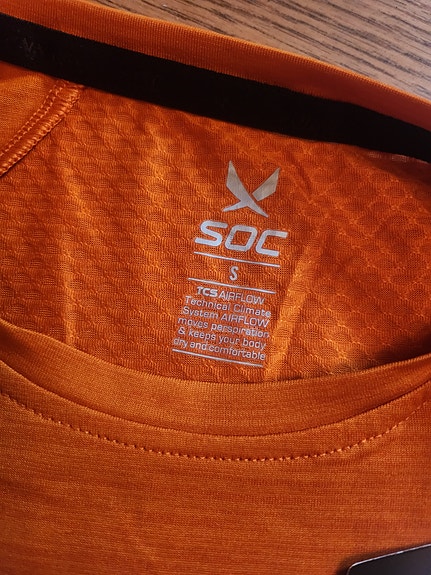 SOC
S
TCS AIRFLOW
Technical Climate
System AIRFLOW
moves perspiration
& keeps your body
dry and comfortable